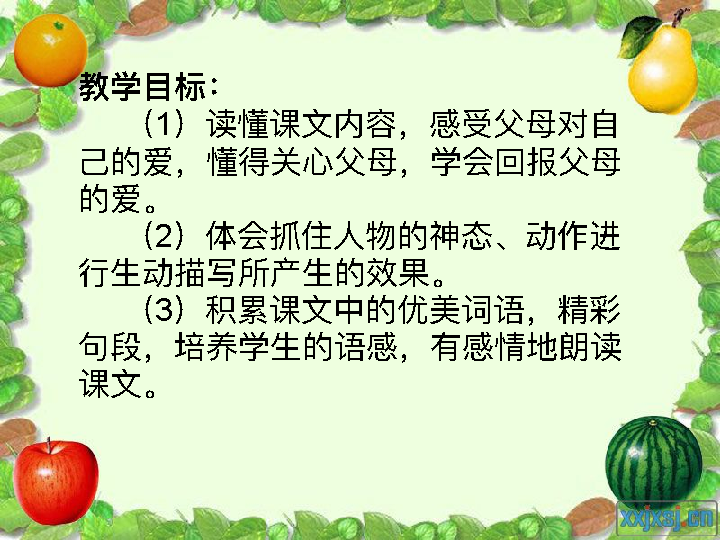 教学目标：
（1）读懂课文内容，感受父母对自
己的爱，懂得关心父母，学会回报父母
的爱。
（2）体会抓住人物的神态、动作进
行生动描写所产生的效果。
（3）积累课文中的优美词语，精彩
句段，培养学生的语感，有感情地朗读
课文。
xxjxsj.cn